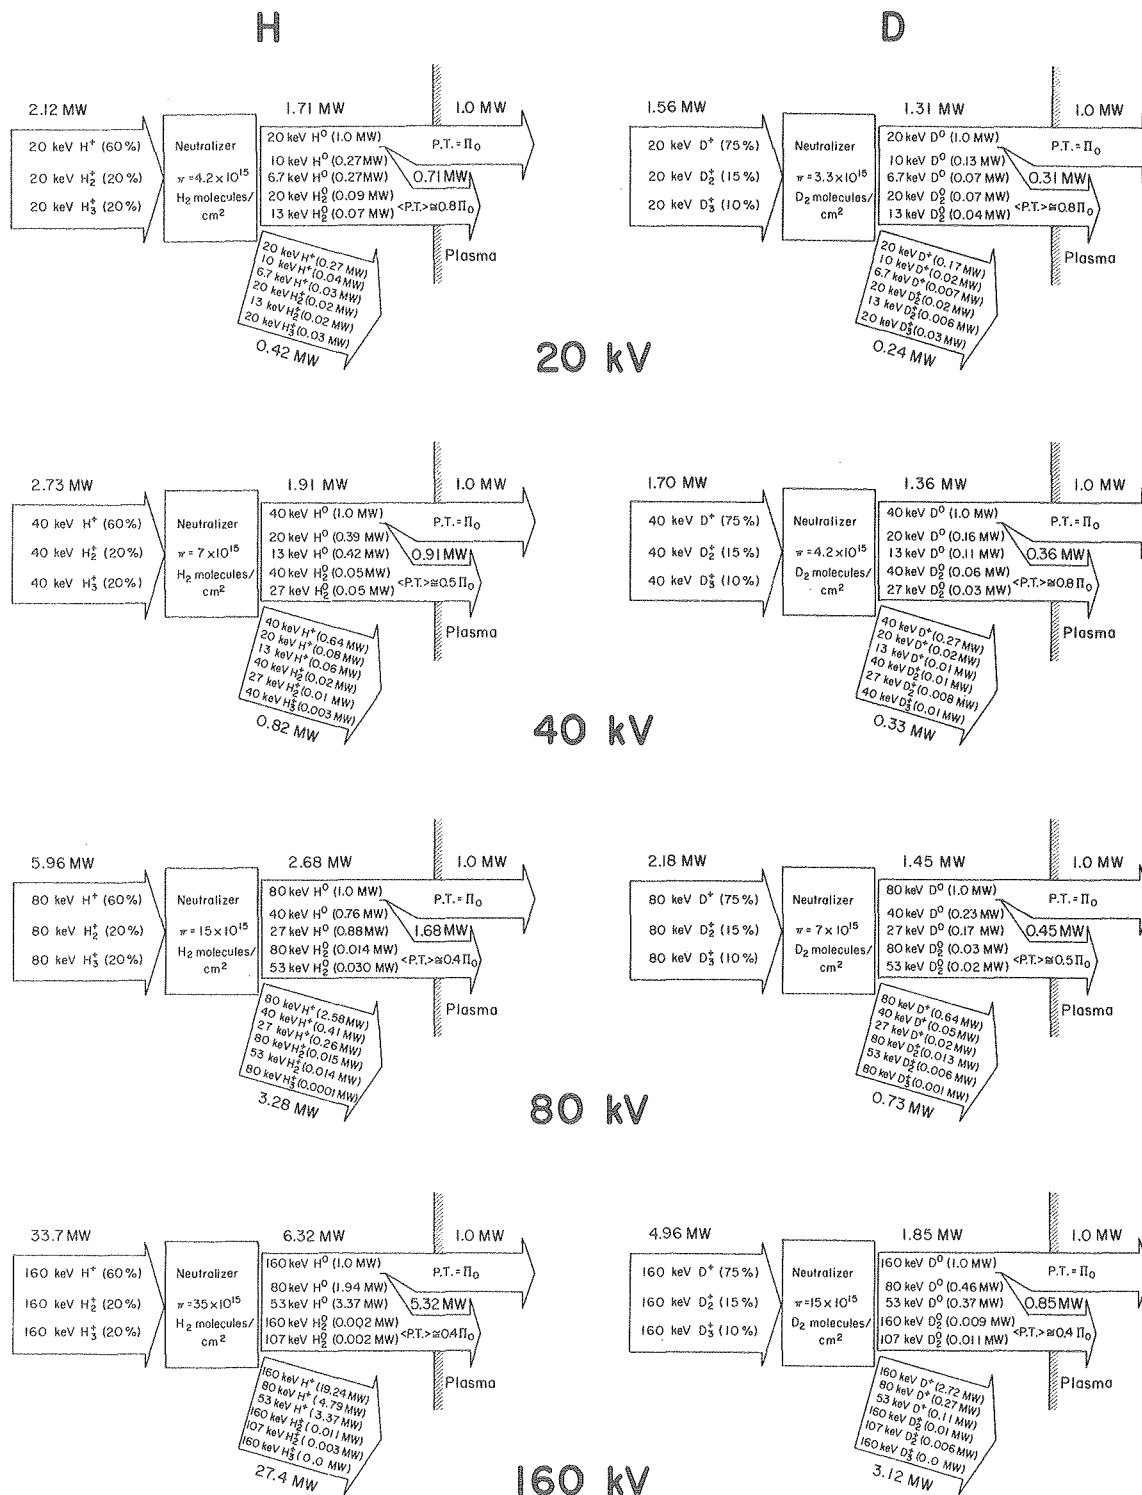 H
2.12 MW
1.71 MW
1.0 MW
20 keV H⁺ (60%)
20 keV H₂⁺ (20%)
20 keV H₃⁺ (20%)
Neutralizer
π = 4.2 × 10¹⁵
H₂ molecules/
cm²
20 keV H⁰ (1.0 MW)
10 keV H⁰ (0.27MW)
6.7 keV H⁰ (0.27MW)
20 keV H₂⁰ (0.09 MW)
13 keV H₂⁰ (0.07 MW)
P.T. = Π₀
0.71 MW
<P.T.> ≅ 0.8 Π₀
Plasma
20 keV H⁺ (0.27 MW)
10 keV H⁺ (0.04 MW)
6.7 keV H⁺ (0.03 MW)
20 keV H₂⁺ (0.02 MW)
13 keV H₂⁺ (0.02 MW)
20 keV H₃⁺ (0.03 MW)
0.42 MW
D
1.56 MW
1.31 MW
1.0 MW
20 keV D⁺ (75%)
20 keV D₂⁺ (15%)
20 keV D₃⁺ (10%)
Neutralizer
π = 3.3 × 10¹⁵
D₂ molecules/
cm²
20 keV D⁰ (1.0 MW)
10 keV D⁰ (0.13 MW)
6.7 keV D⁰ (0.07 MW)
20 keV D₂⁰ (0.07 MW)
13 keV D₂⁰ (0.04 MW)
P.T. = Π₀
0.31 MW
<P.T.> ≅ 0.8 Π₀
Plasma
20 keV D⁺ (0.17 MW)
10 keV D⁺ (0.02 MW)
6.7 keV D⁺ (0.007 MW)
20 keV D₂⁺ (0.02 MW)
13 keV D₂⁺ (0.006 MW)
20 keV D₃⁺ (0.03 MW)
0.24 MW
20 kV
2.73 MW
1.91 MW
1.0 MW
40 keV H⁺ (60%)
40 keV H₂⁺ (20%)
40 keV H₃⁺ (20%)
Neutralizer
π = 7 × 10¹⁵
H₂ molecules/
cm²
40 keV H⁰ (1.0 MW)
20 keV H⁰ (0.39 MW)
13 keV H⁰ (0.42 MW)
40 keV H₂⁰ (0.05 MW)
27 keV H₂⁰ (0.05 MW)
P.T. = Π₀
0.91 MW
<P.T.> ≅ 0.5 Π₀
Plasma
40 keV H⁺ (0.64 MW)
20 keV H⁺ (0.08 MW)
13 keV H⁺ (0.06 MW)
40 keV H₂⁺ (0.02 MW)
27 keV H₂⁺ (0.01 MW)
40 keV H₃⁺ (0.003 MW)
0.82 MW
1.70 MW
1.36 MW
1.0 MW
40 keV D⁺ (75%)
40 keV D₂⁺ (15%)
40 keV D₃⁺ (10%)
Neutralizer
π = 4.2 × 10¹⁵
D₂ molecules/
cm²
40 keV D⁰ (1.0 MW)
20 keV D⁰ (0.16 MW)
13 keV D⁰ (0.11 MW)
40 keV D₂⁰ (0.06 MW)
27 keV D₂⁰ (0.03 MW)
P.T. = Π₀
0.36 MW
<P.T.> ≅ 0.8 Π₀
Plasma
40 keV D⁺ (0.27 MW)
20 keV D⁺ (0.02 MW)
13 keV D⁺ (0.01 MW)
40 keV D₂⁺ (0.01 MW)
27 keV D₂⁺ (0.008 MW)
40 keV D₃⁺ (0.01 MW)
0.33 MW
40 kV
5.96 MW
2.68 MW
1.0 MW
80 keV H⁺ (60%)
80 keV H₂⁺ (20%)
80 keV H₃⁺ (20%)
Neutralizer
π = 15 × 10¹⁵
H₂ molecules/
cm²
80 keV H⁰ (1.0 MW)
40 keV H⁰ (0.76 MW)
27 keV H⁰ (0.88 MW)
80 keV H₂⁰ (0.014 MW)
53 keV H₂⁰ (0.030 MW)
P.T. = Π₀
1.68 MW
<P.T.> ≅ 0.4 Π₀
Plasma
80 keV H⁺ (2.58 MW)
40 keV H⁺ (0.41 MW)
27 keV H⁺ (0.26 MW)
80 keV H₂⁺ (0.015 MW)
53 keV H₂⁺ (0.014 MW)
80 keV H₃⁺ (0.0001 MW)
3.28 MW
2.18 MW
1.45 MW
1.0 MW
80 keV D⁺ (75%)
80 keV D₂⁺ (15%)
80 keV D₃⁺ (10%)
Neutralizer
π = 7 × 10¹⁵
D₂ molecules/
cm²
80 keV D⁰ (1.0 MW)
40 keV D⁰ (0.23 MW)
27 keV D⁰ (0.17 MW)
80 keV D₂⁰ (0.03 MW)
53 keV D₂⁰ (0.02 MW)
P.T. = Π₀
0.45 MW
<P.T.> ≅ 0.5 Π₀
Plasma
80 keV D⁺ (0.64 MW)
40 keV D⁺ (0.05 MW)
27 keV D⁺ (0.02 MW)
80 keV D₂⁺ (0.013 MW)
53 keV D₂⁺ (0.006 MW)
80 keV D₃⁺ (0.001 MW)
0.73 MW
80 kV
33.7 MW
6.32 MW
1.0 MW
160 keV H⁺ (60%)
160 keV H₂⁺ (20%)
160 keV H₃⁺ (20%)
Neutralizer
π = 35 × 10¹⁵
H₂ molecules/
cm²
160 keV H⁰ (1.0 MW)
80 keV H⁰ (1.94 MW)
53 keV H⁰ (3.37 MW)
160 keV H₂⁰ (0.002 MW)
107 keV H₂⁰ (0.002 MW)
P.T. = Π₀
5.32 MW
<P.T.> ≅ 0.4 Π₀
Plasma
160 keV H⁺ (19.24 MW)
80 keV H⁺ (4.79 MW)
53 keV H⁺ (3.37 MW)
160 keV H₂⁺ (0.011 MW)
107 keV H₂⁺ (0.003 MW)
160 keV H₃⁺ (0.0 MW)
27.4 MW
4.96 MW
1.85 MW
1.0 MW
160 keV D⁺ (75%)
160 keV D₂⁺ (15%)
160 keV D₃⁺ (10%)
Neutralizer
π = 15 × 10¹⁵
D₂ molecules/
cm²
160 keV D⁰ (1.0 MW)
80 keV D⁰ (0.46 MW)
53 keV D⁰ (0.37 MW)
160 keV D₂⁰ (0.009 MW)
107 keV D₂⁰ (0.011 MW)
P.T. = Π₀
0.85 MW
<P.T.> ≅ 0.4 Π₀
Plasma
160 keV D⁺ (2.72 MW)
80 keV D⁺ (0.27 MW)
53 keV D⁺ (0.11 MW)
160 keV D₂⁺ (0.01 MW)
107 keV D₂⁺ (0.006 MW)
160 keV D₃⁺ (0.0 MW)
3.12 MW
160 kV